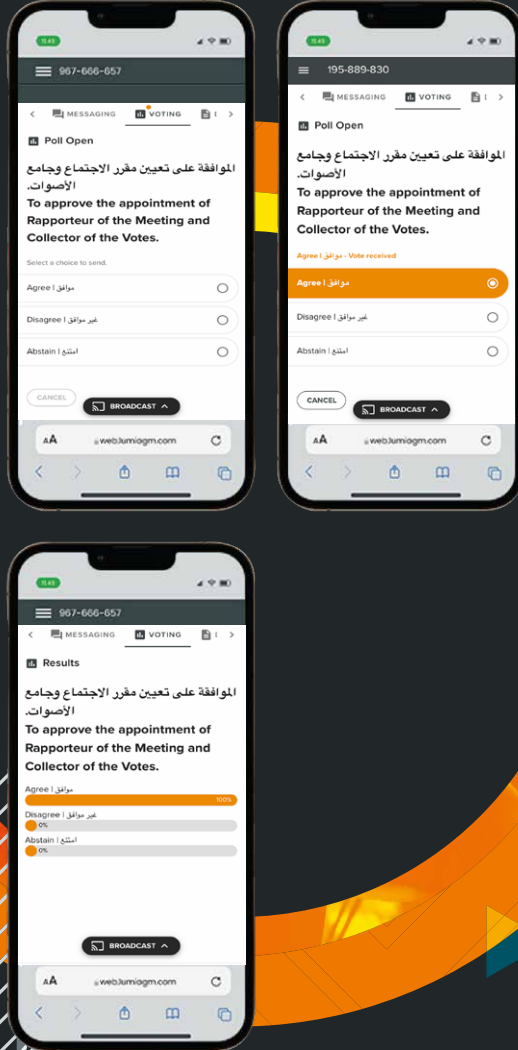 11:49
967-666-657
MESSAGING
VOTING
Poll Open
الموافقة على تعيين مقرر الاجتماع وجامع
الأصوات.
To approve the appointment of
Rapporteur of the Meeting and
Collector of the Votes.
Select a choice to send.
Agree | موافق
Disagree | غير موافق
Abstain | امتنع
CANCEL
BROADCAST
AA
web.lumiagm.com
11:49
195-889-830
MESSAGING
VOTING
Poll Open
الموافقة على تعيين مقرر الاجتماع وجامع
الأصوات.
To approve the appointment of
Rapporteur of the Meeting and
Collector of the Votes.
Agree | موافق - Vote received
Agree | موافق
Disagree | غير موافق
Abstain | امتنع
CANCEL
BROADCAST
AA
web.lumiagm.com
11:49
967-666-657
MESSAGING
VOTING
Results
الموافقة على تعيين مقرر الاجتماع وجامع
الأصوات.
To approve the appointment of
Rapporteur of the Meeting and
Collector of the Votes.
Agree | موافق
100%
Disagree | غير موافق
0%
Abstain | امتنع
0%
BROADCAST
AA
web.lumiagm.com